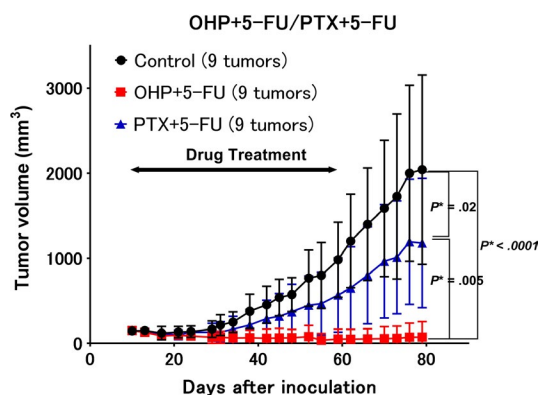 OHP+5-FU/PTX+5-FU
Control (9 tumors)
OHP+5-FU (9 tumors)
PTX+5-FU (9 tumors)
Drug Treatment
Tumor volume (mm³)
3000
2000
1000
0
P* = .02
P* < .0001
P* = .005
0
20
40
60
80
100
Days after inoculation